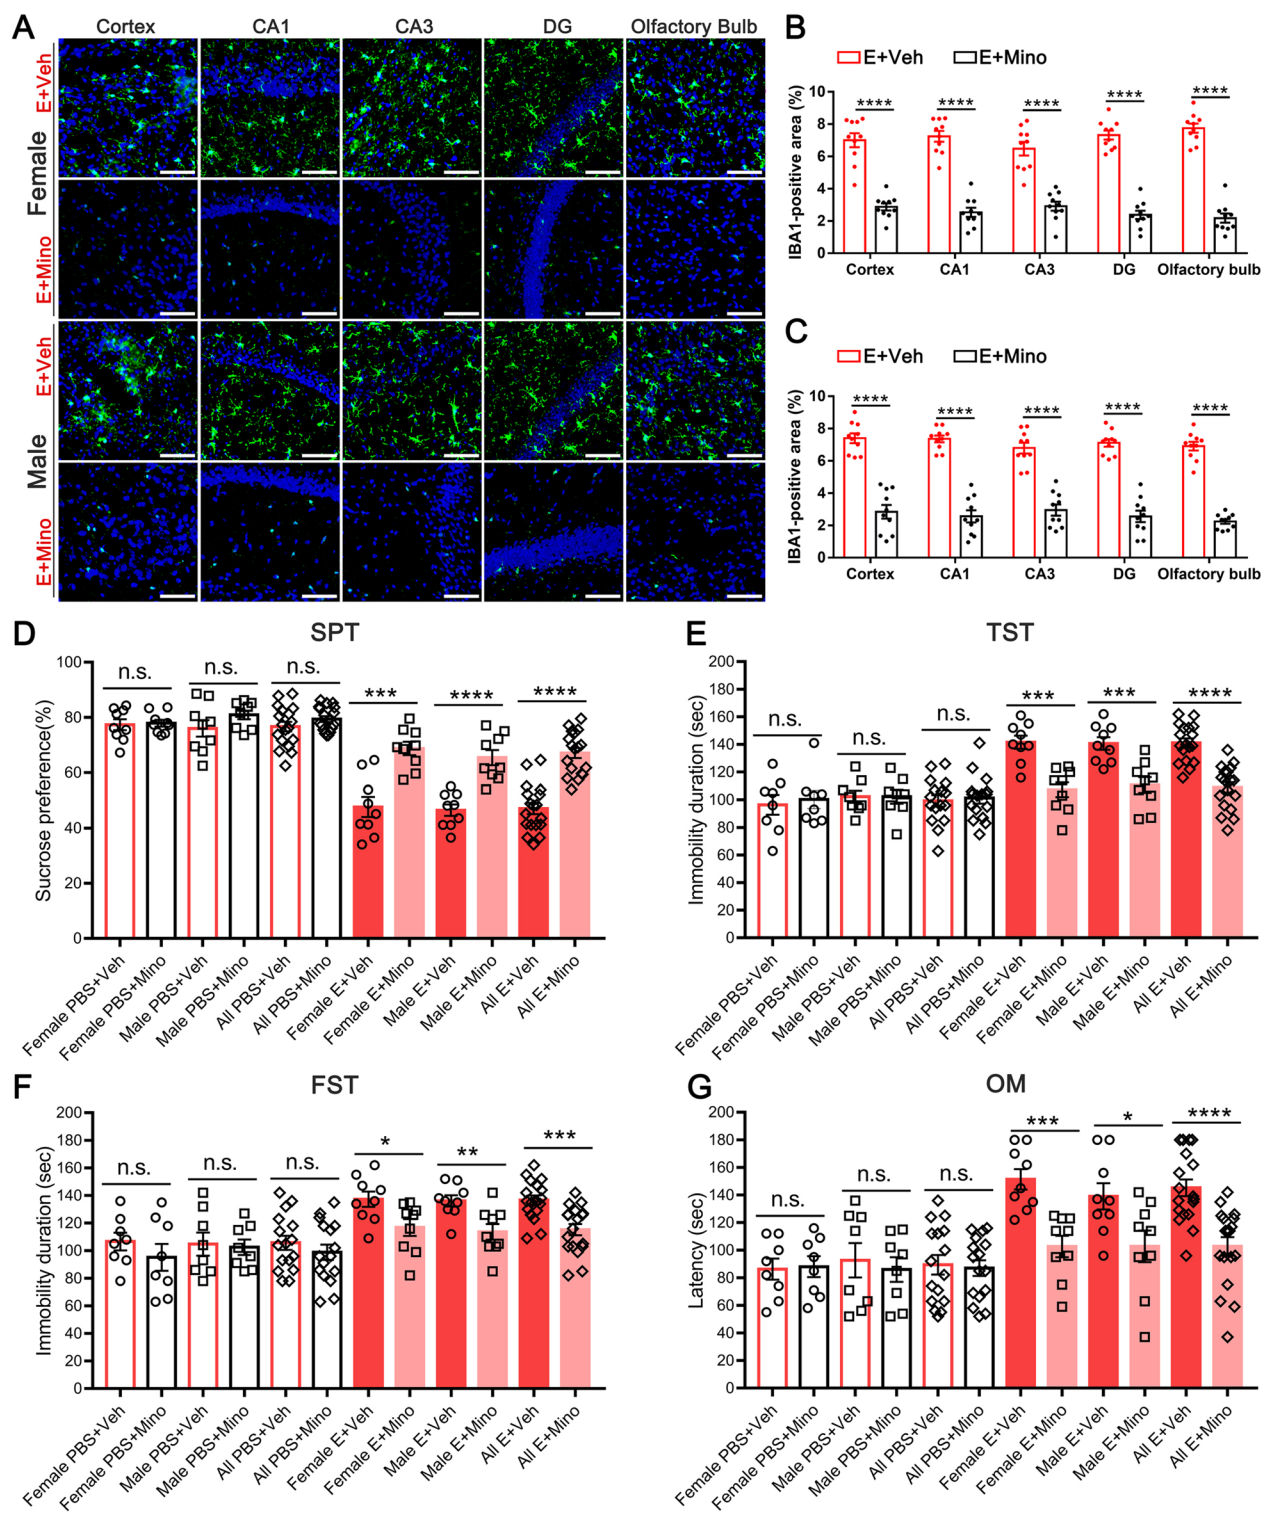 A
Cortex CA1 CA3 DG Olfactory Bulb
Female
E+Veh
E+Mino
Male
E+Veh
E+Mino
B
E+Veh E+Mino
IBA1-positive area (%)
10
8
6
4
2
0
**** **** **** **** ****
Cortex CA1 CA3 DG Olfactory bulb
C
E+Veh E+Mino
IBA1-positive area (%)
10
8
6
4
2
0
**** **** **** **** ****
Cortex CA1 CA3 DG Olfactory bulb
D
SPT
Sucrose preference(%)
100
80
60
40
20
0
n.s. n.s. n.s. *** **** ****
Female PBS+Veh
Female PBS+Mino
Male PBS+Veh
Male PBS+Mino
All PBS+Veh
All PBS+Mino
Female E+Veh
Female E+Mino
Male E+Veh
Male E+Mino
All E+Veh
All E+Mino
E
TST
Immobility duration (sec)
200
180
160
140
120
100
80
60
40
20
0
n.s. n.s. n.s. *** *** ****
Female PBS+Veh
Female PBS+Mino
Male PBS+Veh
Male PBS+Mino
All PBS+Veh
All PBS+Mino
Female E+Veh
Female E+Mino
Male E+Veh
Male E+Mino
All E+Veh
All E+Mino
F
FST
Immobility duration (sec)
200
180
160
140
120
100
80
60
40
20
0
n.s. n.s. n.s. * ** ***
Female PBS+Veh
Female PBS+Mino
Male PBS+Veh
Male PBS+Mino
All PBS+Veh
All PBS+Mino
Female E+Veh
Female E+Mino
Male E+Veh
Male E+Mino
All E+Veh
All E+Mino
G
OM
Latency (sec)
200
180
160
140
120
100
80
60
40
20
0
n.s. n.s. n.s. *** * ****
Female PBS+Veh
Female PBS+Mino
Male PBS+Veh
Male PBS+Mino
All PBS+Veh
All PBS+Mino
Female E+Veh
Female E+Mino
Male E+Veh
Male E+Mino
All E+Veh
All E+Mino